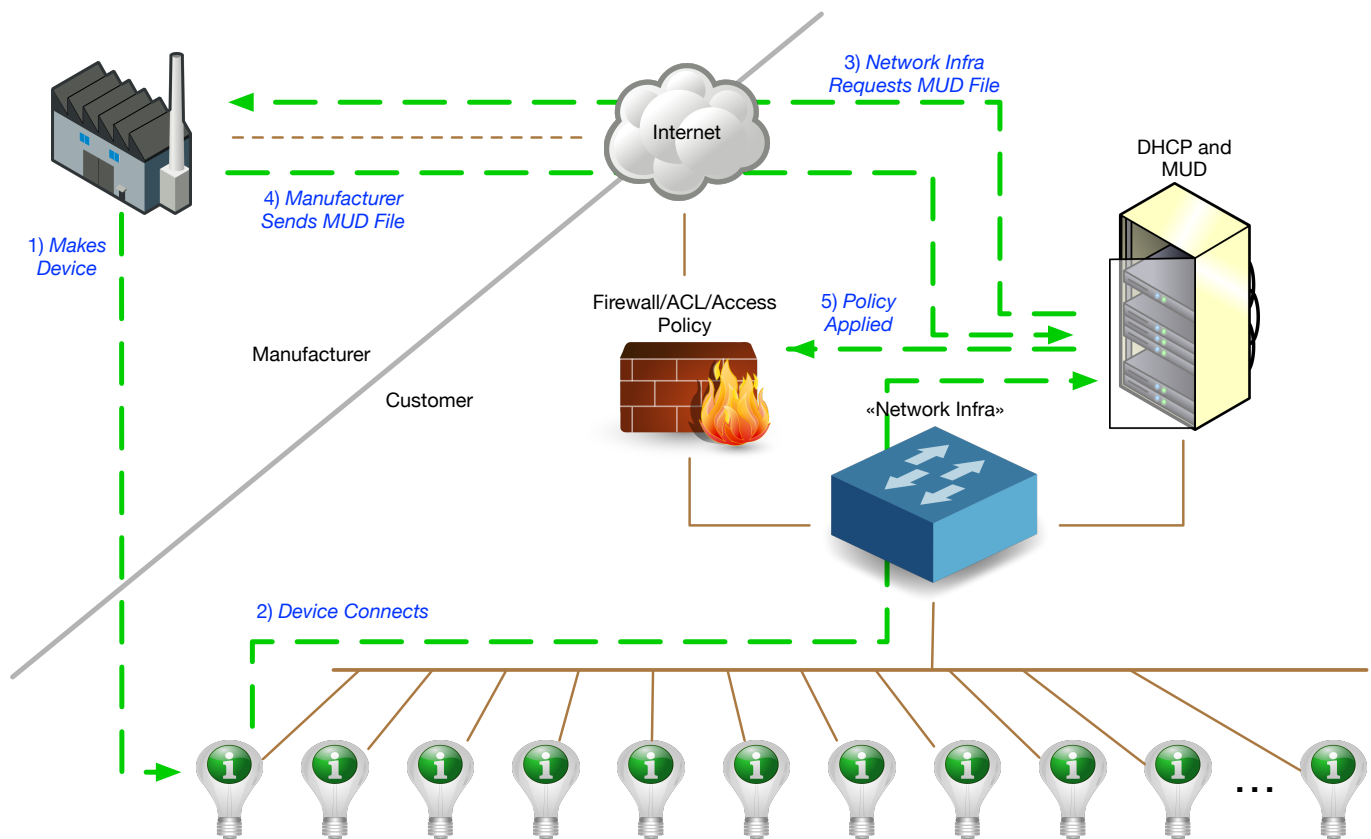 3) Network Infra
Requests MUD File
Internet
DHCP and
MUD
4) Manufacturer
Sends MUD File
1) Makes
Device
Firewall/ACL/Access
Policy
5) Policy
Applied
Manufacturer
Customer
«Network Infra»
2) Device Connects
i i i i i i i i i i ... i